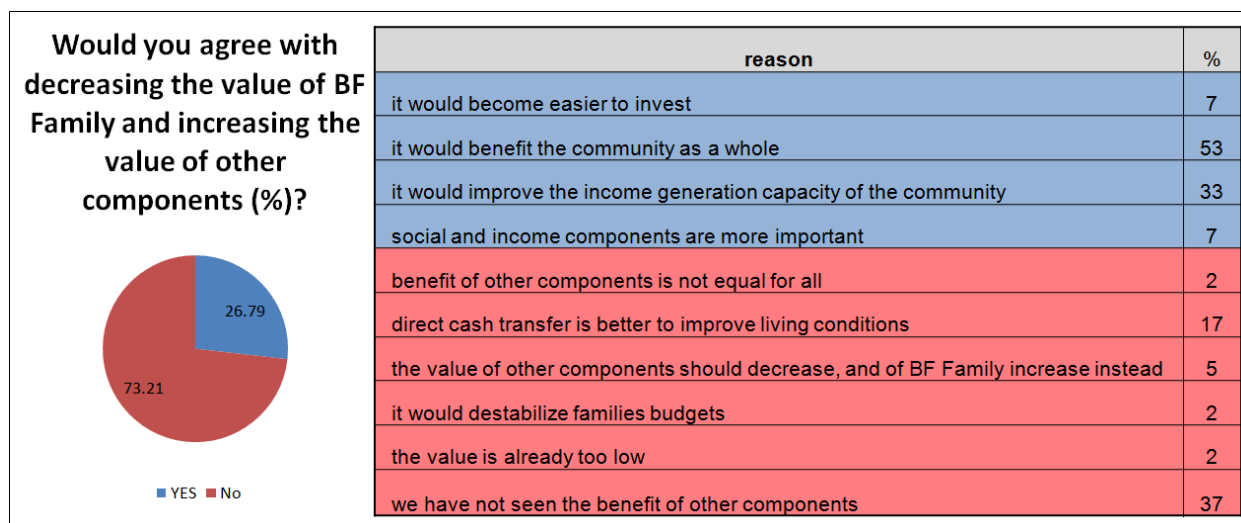 Would you agree with
decreasing the value of BF
Family and increasing the
value of other
components (%)?
26.79
73.21
YES No
reason %
it would become easier to invest 7
it would benefit the community as a whole 53
it would improve the income generation capacity of the community 33
social and income components are more important 7
benefit of other components is not equal for all 2
direct cash transfer is better to improve living conditions 17
the value of other components should decrease, and of BF Family increase instead 5
it would destabilize families budgets 2
the value is already too low 2
we have not seen the benefit of other components 37